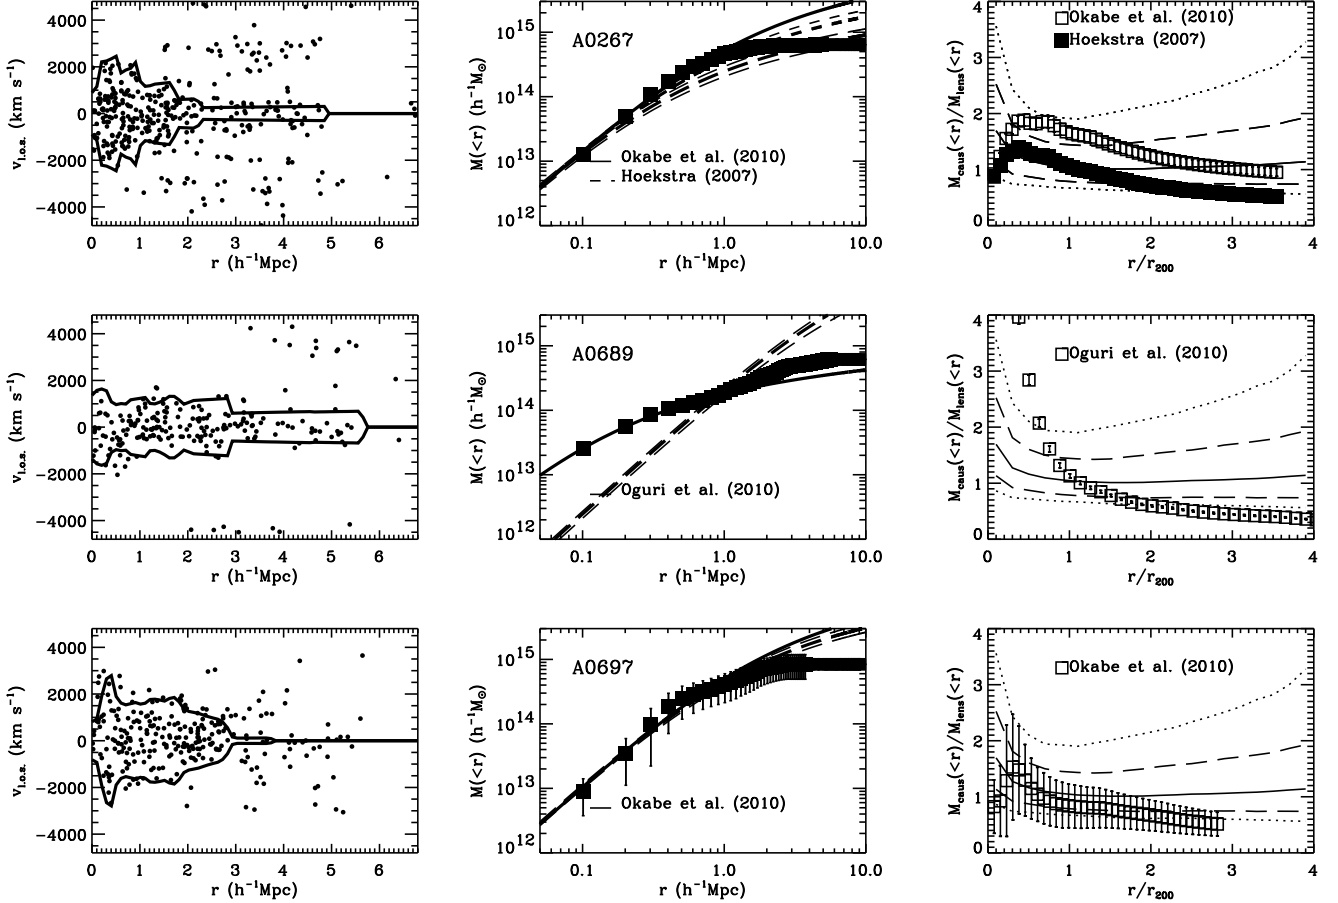 4000
2000
0
−2000
−4000
v_l.o.s. (km s⁻¹)
0 1 2 3 4 5 6
r (h⁻¹Mpc)
10¹⁵
10¹⁴
10¹³
10¹²
M(<r) (h⁻¹M☉)
A0267
Okabe et al. (2010)
Hoekstra (2007)
0.1 1.0 10.0
r (h⁻¹Mpc)
4
3
2
1
0
M_caus(<r)/M_lens(<r)
Okabe et al. (2010)
Hoekstra (2007)
0 1 2 3 4
r/r₂₀₀
4000
2000
0
−2000
−4000
v_l.o.s. (km s⁻¹)
0 1 2 3 4 5 6
r (h⁻¹Mpc)
10¹⁵
10¹⁴
10¹³
10¹²
M(<r) (h⁻¹M☉)
A0689
Oguri et al. (2010)
0.1 1.0 10.0
r (h⁻¹Mpc)
4
3
2
1
0
M_caus(<r)/M_lens(<r)
Oguri et al. (2010)
0 1 2 3 4
r/r₂₀₀
4000
2000
0
−2000
−4000
v_l.o.s. (km s⁻¹)
0 1 2 3 4 5 6
r (h⁻¹Mpc)
10¹⁵
10¹⁴
10¹³
10¹²
M(<r) (h⁻¹M☉)
A0697
Okabe et al. (2010)
0.1 1.0 10.0
r (h⁻¹Mpc)
4
3
2
1
0
M_caus(<r)/M_lens(<r)
Okabe et al. (2010)
0 1 2 3 4
r/r₂₀₀